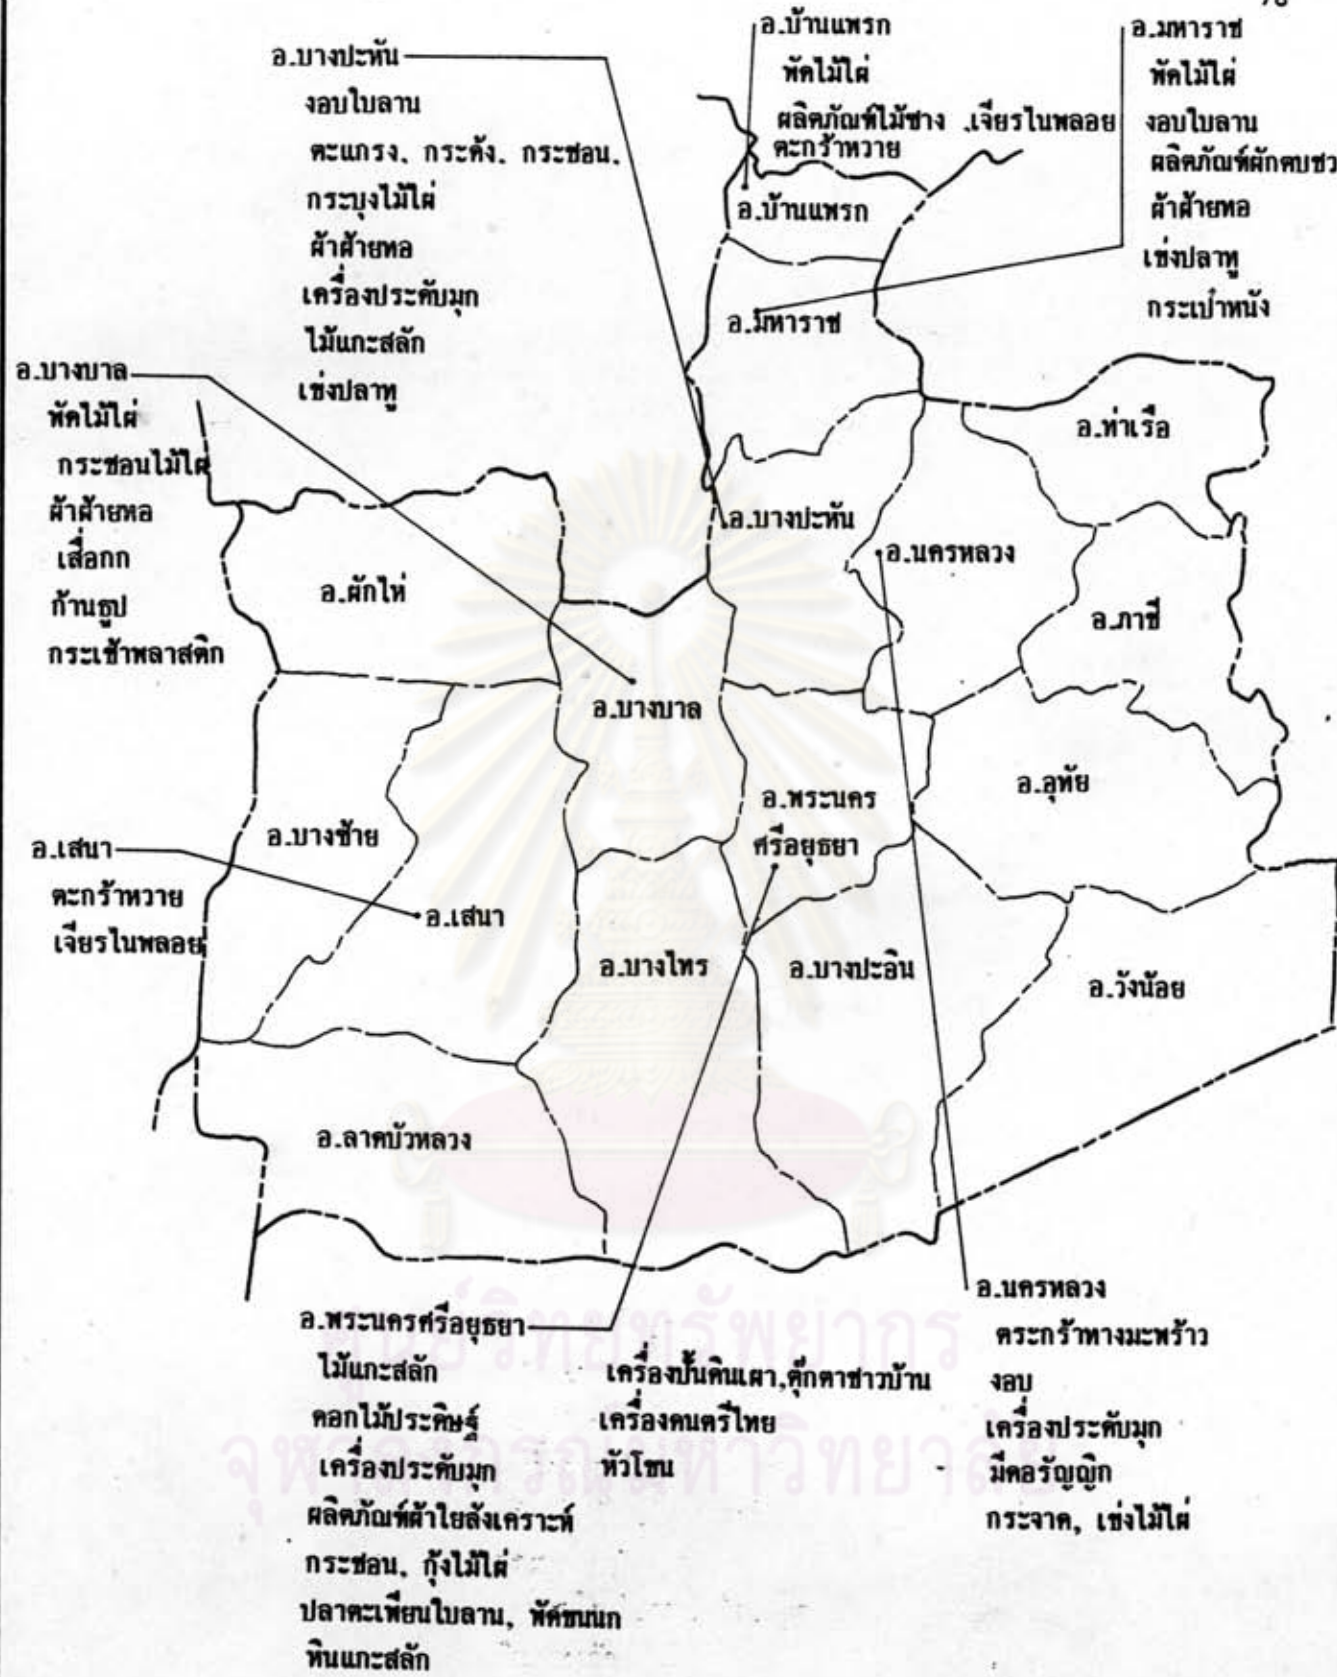 อ.บางปะหัน
งอบใบลาน
ตะแกรง. กระด้ง. กระชอน.
กระบุงไม้ไผ่
ผ้าฝ้ายทอ
เครื่องประดับมุก
ไม้แกะสลัก
เข่งปลาทู
อ.บ้านแพรก
พัดไม้ไผ่
ผลิตภัณฑ์ไม้ซาง .เจียรไนพลอย
ตะกร้าหวาย
อ.มหาราช
พัดไม้ไผ่
งอบใบลาน
ผลิตภัณฑ์ผักตบชว
ผ้าฝ้ายทอ
เข่งปลาทู
กระเป๋าหนัง
อ.บางบาล
พัดไม้ไผ่
กระชอนไม้ไผ่
ผ้าฝ้ายทอ
เสื่อกก
ก้านธูป
กระเช้าพลาสติก
อ.เสนา
ตะกร้าหวาย
เจียรไนพลอย
อ.บ้านแพรก
อ.มหาราช
อ.ท่าเรือ
อ.บางปะหัน
อ.นครหลวง
อ.ผักไห่
อ.ภาชี
อ.บางบาล
อ.อุทัย
อ.พระนคร
ศรีอยุธยา
อ.บางซ้าย
อ.เสนา
อ.บางไทร
อ.บางปะอิน
อ.วังน้อย
อ.ลาดบัวหลวง
อ.พระนครศรีอยุธยา
ไม้แกะสลัก
ดอกไม้ประดิษฐ์
เครื่องประดับมุก
ผลิตภัณฑ์ผ้าใยสังเคราะห์
กระชอน. กุ้งไม้ไผ่
ปลาตะเพียนใบลาน, พัดขนนก
หินแกะสลัก
เครื่องปั้นดินเผา,ตุ๊กตาชาวบ้าน
เครื่องดนตรีไทย
หัวโขน
อ.นครหลวง
ตระกร้าทางมะพร้าว
งอบ
เครื่องประดับมุก
มีดอรัญญิก
กระจาด, เข่งไม้ไผ่
ศูนย์วิทยทรัพยากร
จุฬาลงกรณ์มหาวิทยาลัย